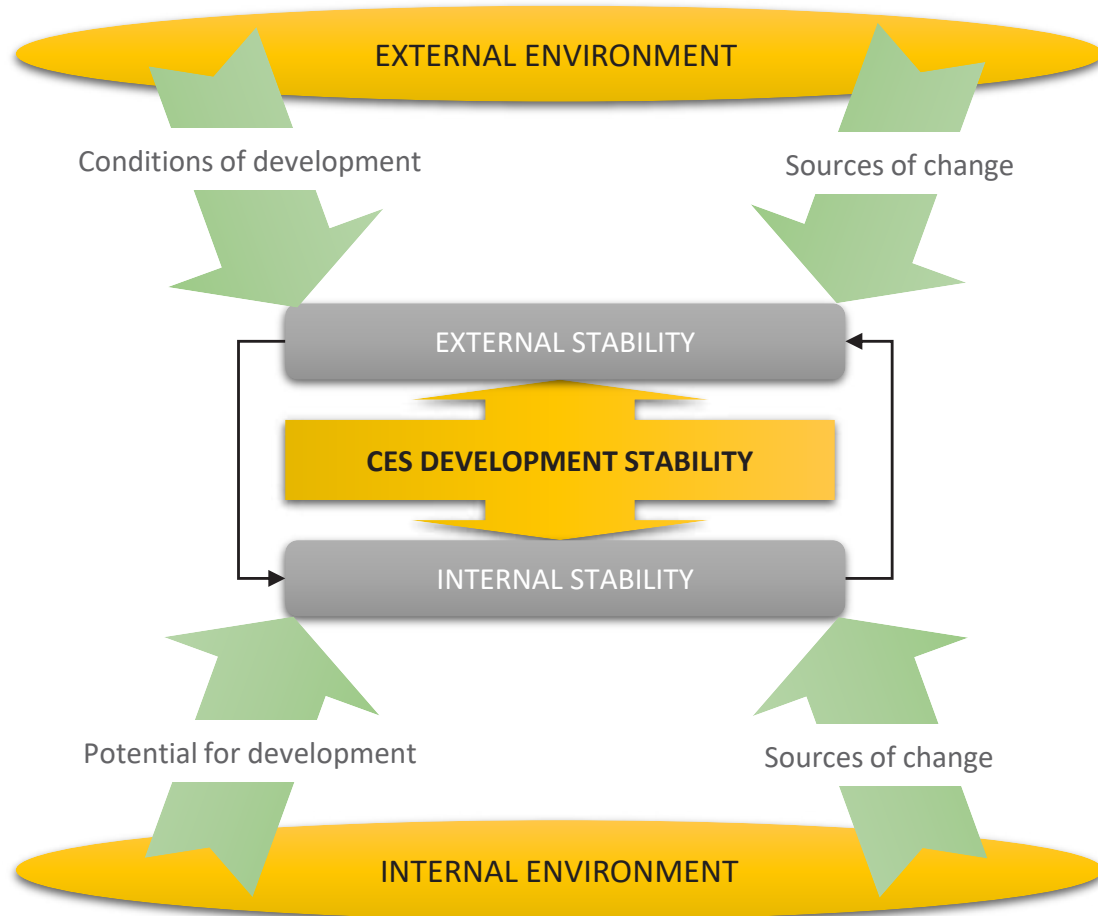 EXTERNAL ENVIRONMENT
Conditions of development
Sources of change
EXTERNAL STABILITY
CES DEVELOPMENT STABILITY
INTERNAL STABILITY
Potential for development
Sources of change
INTERNAL ENVIRONMENT